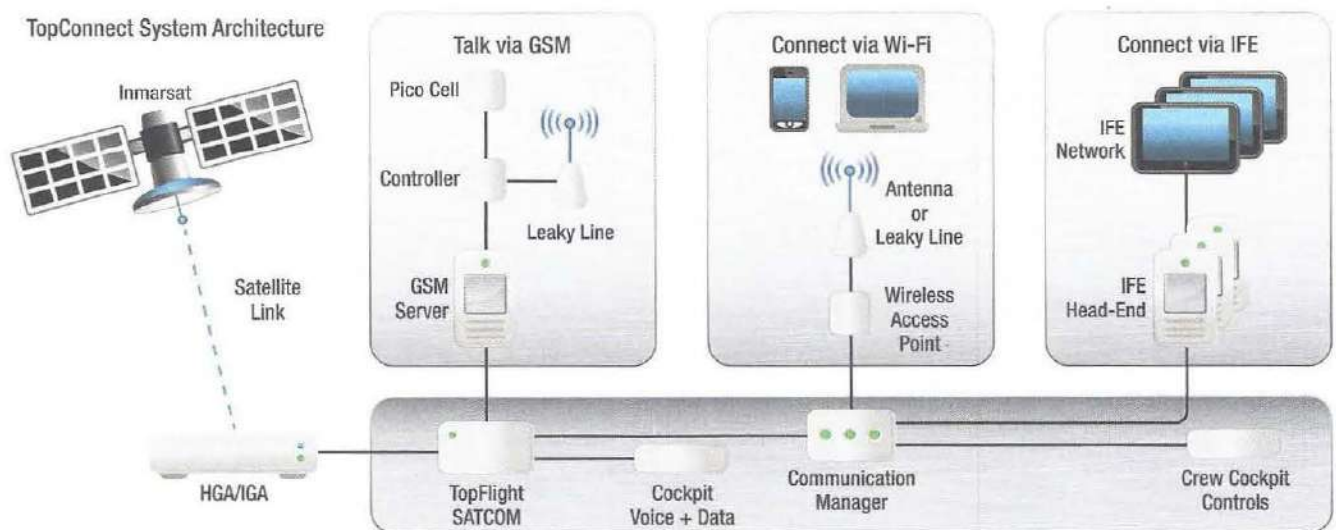 TopConnect System Architecture
Inmarsat
Satellite
Link
HGA/IGA
Talk via GSM
Pico Cell
Controller
Leaky Line
GSM
Server
Connect via Wi-Fi
Antenna
or
Leaky Line
Wireless
Access
Point
Connect via IFE
IFE
Network
IFE
Head-End
TopFlight
SATCOM
Cockpit
Voice + Data
Communication
Manager
Crew Cockpit
Controls